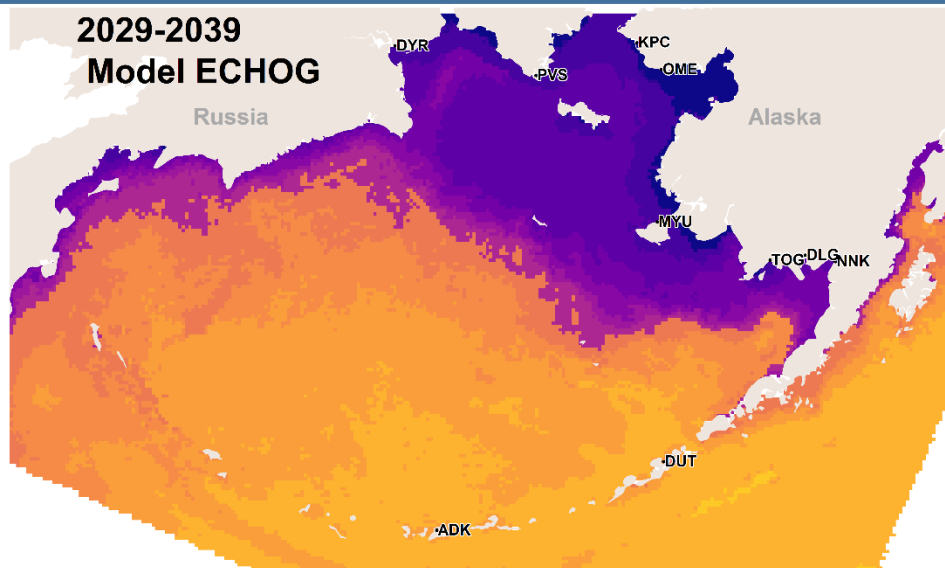 2029-2039
Model ECHOG
DYR
KPC
OME
PVS
Russia
Alaska
MYU
TOG
DLG
NNK
DUT
ADK